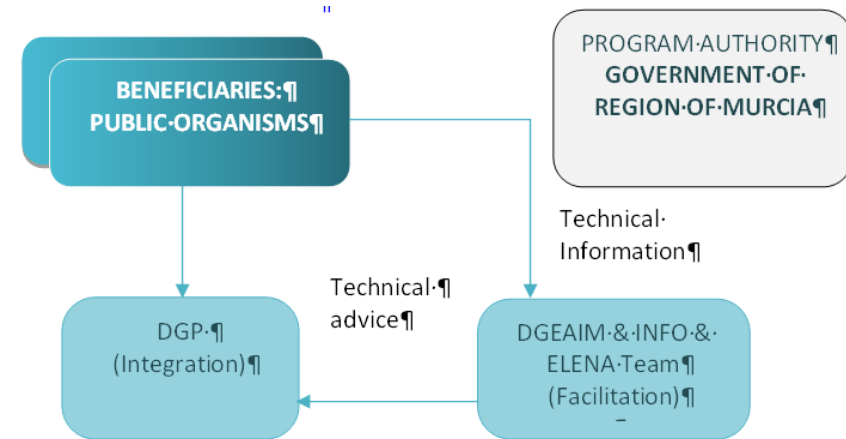 "
BENEFICIARIES:¶
PUBLIC·ORGANISMS¶
PROGRAM·AUTHORITY¶
GOVERNMENT·OF·
REGION·OF·MURCIA¶
Technical·
Information¶
Technical·¶
advice¶
DGP·¶
(Integration)¶
DGEAIM·&·INFO·&·
ELENA·Team¶
(Facilitation)¶
¶